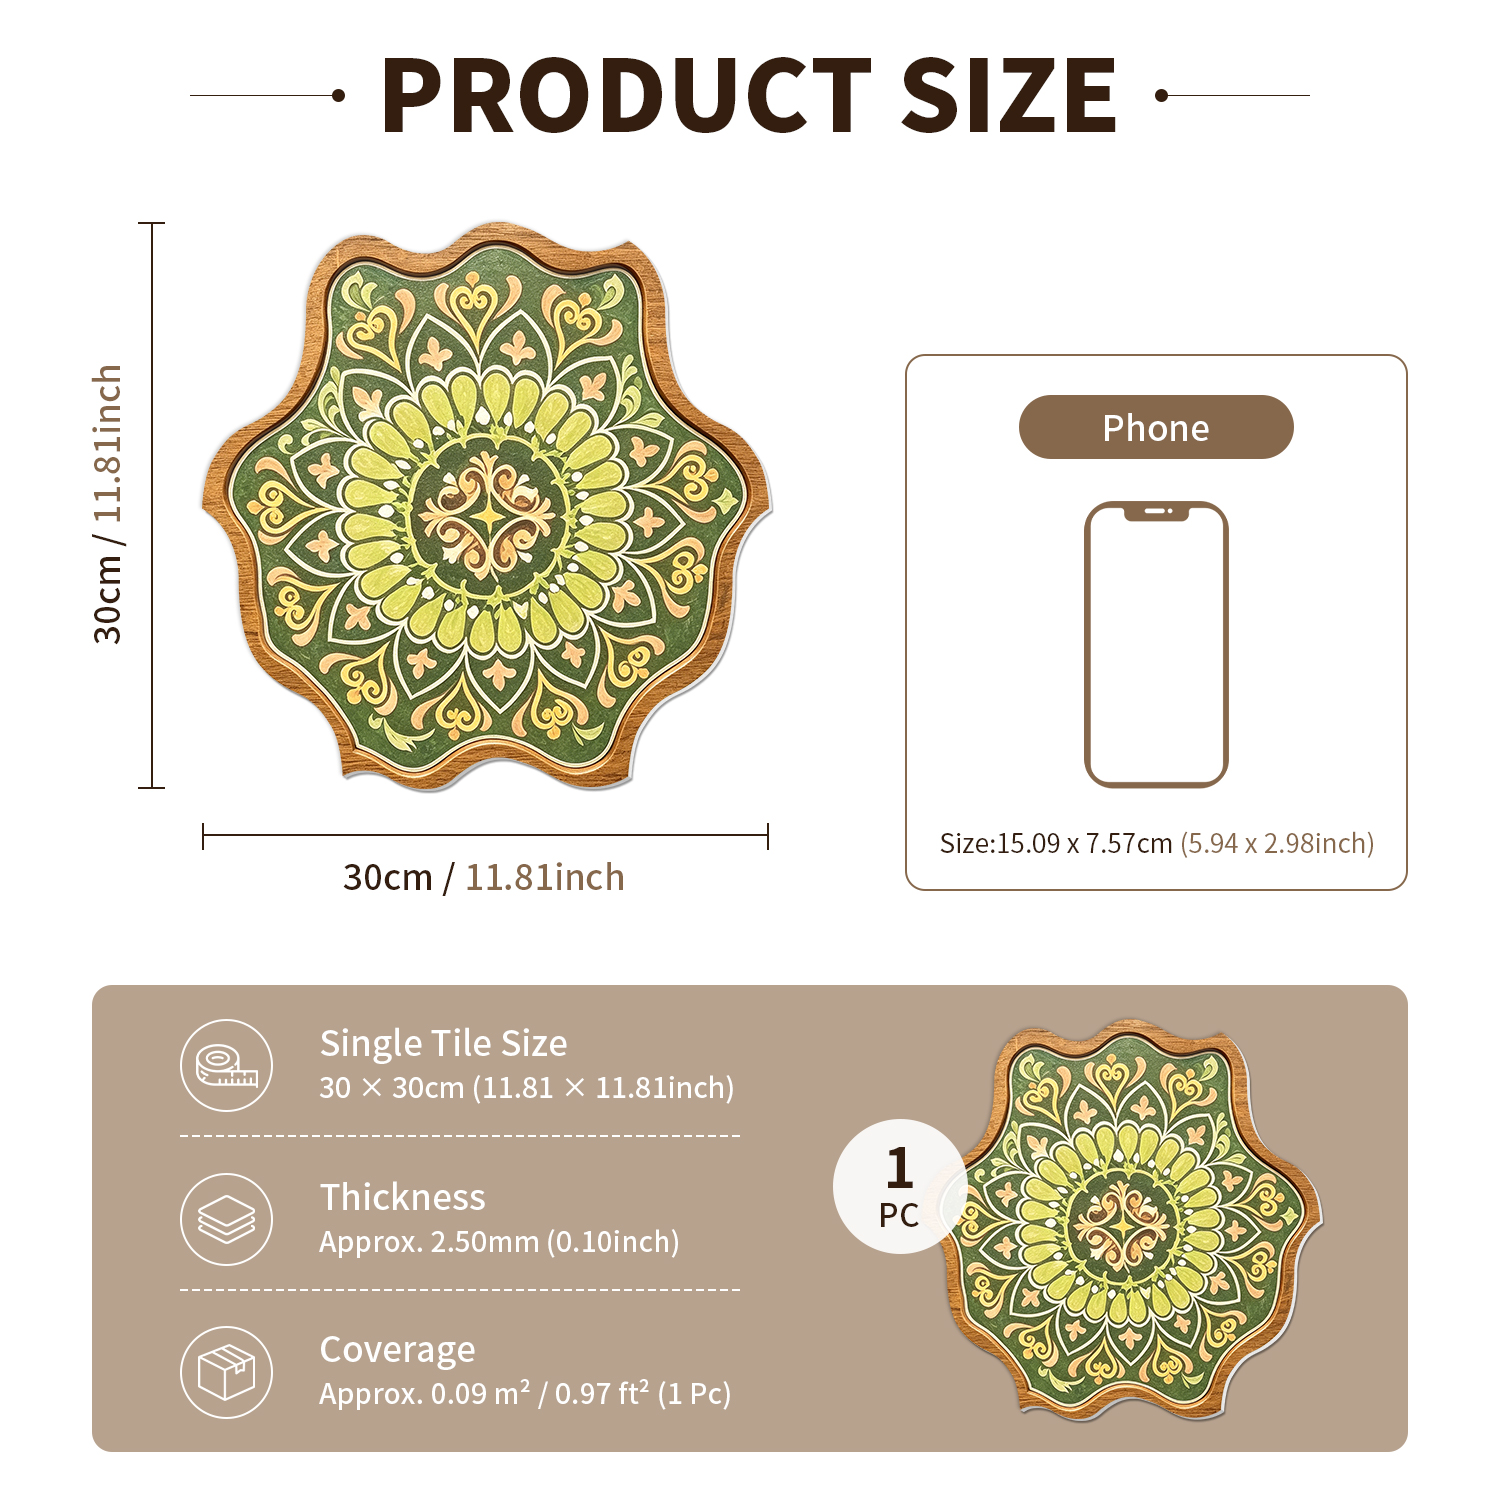 PRODUCT SIZE
30cm / 11.81inch
30cm / 11.81inch
Phone
Size:15.09 x 7.57cm (5.94 x 2.98inch)
Single Tile Size
30 × 30cm (11.81 × 11.81inch)
Thickness
Approx. 2.50mm (0.10inch)
Coverage
Approx. 0.09 m² / 0.97 ft² (1 Pc)
1
PC